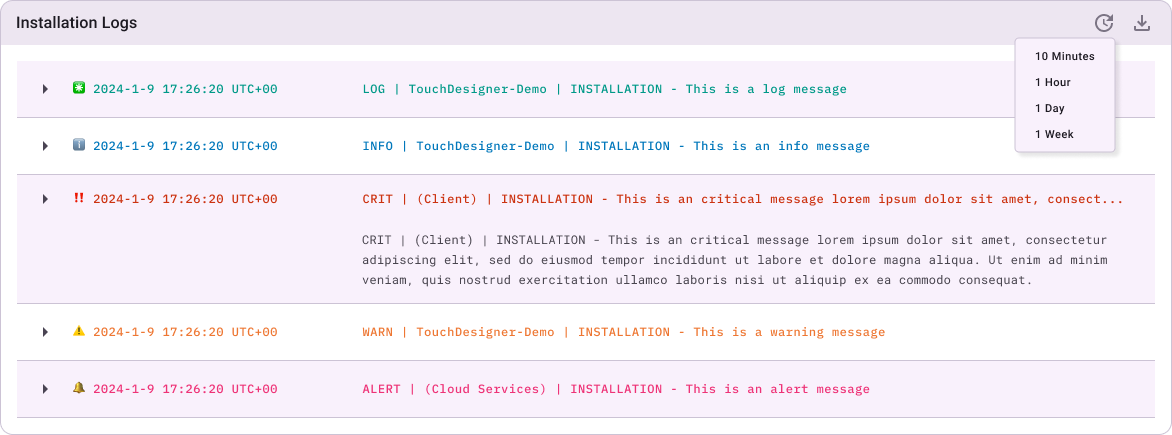 Installation Logs
10 Minutes
1 Hour
1 Day
1 Week
2024-1-9 17:26:20 UTC+00 LOG | TouchDesigner-Demo | INSTALLATION - This is a log message
2024-1-9 17:26:20 UTC+00 INFO | TouchDesigner-Demo | INSTALLATION - This is an info message
2024-1-9 17:26:20 UTC+00 CRIT | (Client) | INSTALLATION - This is an critical message lorem ipsum dolor sit amet, consect...
CRIT | (Client) | INSTALLATION - This is an critical message lorem ipsum dolor sit amet, consectetur
adipiscing elit, sed do eiusmod tempor incididunt ut labore et dolore magna aliqua. Ut enim ad minim
veniam, quis nostrud exercitation ullamco laboris nisi ut aliquip ex ea commodo consequat.
2024-1-9 17:26:20 UTC+00 WARN | TouchDesigner-Demo | INSTALLATION - This is a warning message
2024-1-9 17:26:20 UTC+00 ALERT | (Cloud Services) | INSTALLATION - This is an alert message